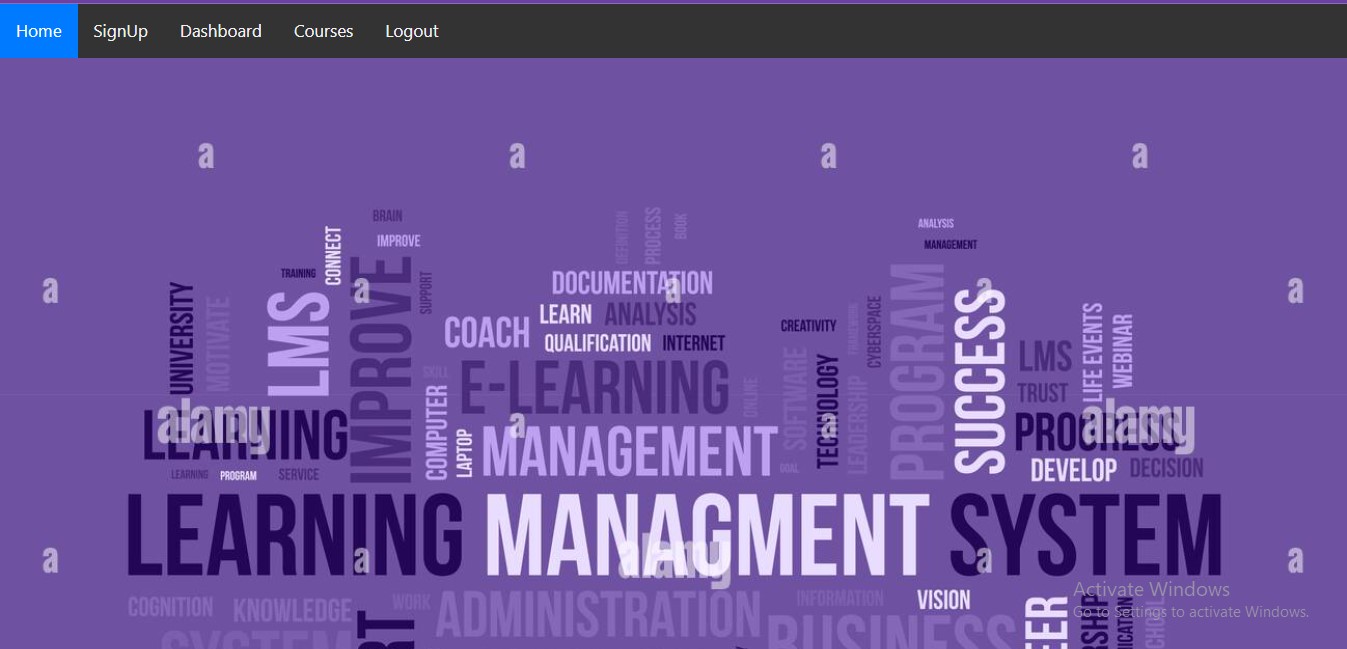 Home SignUp Dashboard Courses Logout
a a a a
BRAIN
IMPROVE
CONNECT
TRAINING
UNIVERSITY
MOTIVATE
LMS
IMPROVE
SUPPORT
DEFINITION
PROCESS
BOOK
DOCUMENTATION
LEARN ANALYSIS
COACH
QUALIFICATION INTERNET
SKILL
E-LEARNING
ONLINE
COMPUTER
LAPTOP
MANAGEMENT
GOAL
ANALYSIS
MANAGEMENT
CREATIVITY
FRAMEWORK
CYBERSPACE
SOFTWARE
TECHNOLOGY
LEADERSHIP
PROGRAM
SUCCESS
LMS
TRUST
LIFE EVENTS
WEBINAR
a a a a a
LEARNING
alamy
a a
PROGRESS
alamy
LEARNING PROGRAM SERVICE
DEVELOP DECISION
LEARNING MANAGMENT SYSTEM
a a alamy a a
Activate Windows
Go to Settings to activate Windows.
COGNITION KNOWLEDGE WORK ADMINISTRATION INFORMATION VISION
SYSTEM
BUSINESS